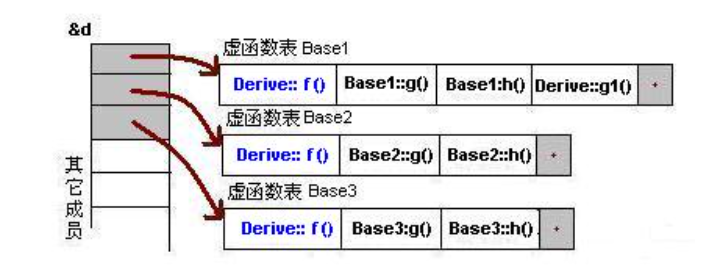 &d
虚函数表 Base1
Derive:: f() Base1::g() Base1:h() Derive::g1()
虚函数表 Base2
Derive:: f() Base2::g() Base2::h()
虚函数表 Base3
Derive:: f() Base3:g() Base3::h()
其它成员